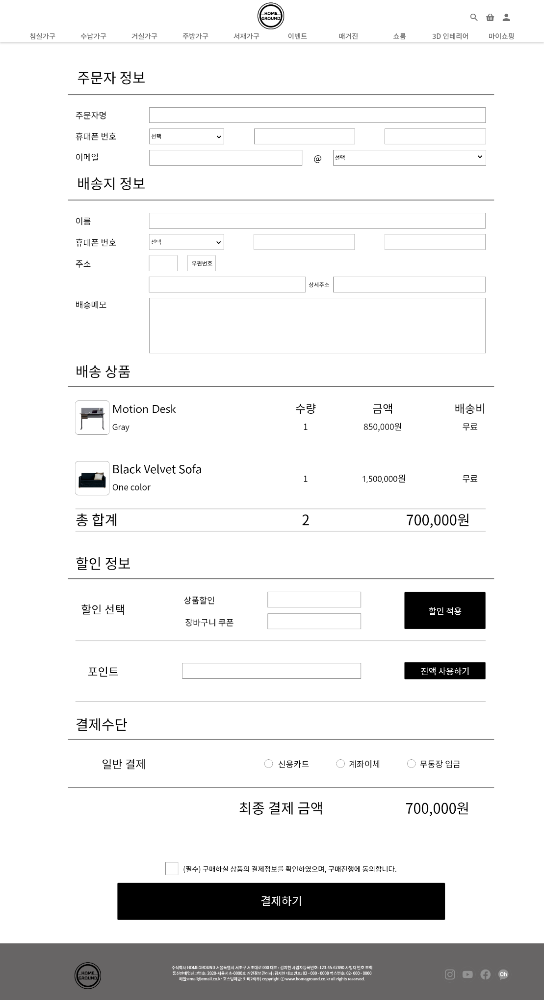 HOME
GROUND
침실가구 수납가구 거실가구 주방가구 서재가구 이벤트 매거진 쇼룸 3D 인테리어 마이쇼핑
주문자 정보
주문자명
휴대폰 번호 선택
이메일 @ 선택
배송지 정보
이름
휴대폰 번호 선택
주소 우편번호
상세주소
배송메모
배송 상품
Motion Desk 수량 금액 배송비
Gray 1 850,000원 무료
Black Velvet Sofa
1 1,500,000원 무료
One color
총 합계 2 700,000원
할인 정보
상품할인
할인 선택 할인 적용
장바구니 쿠폰
포인트 전액 사용하기
결제수단
일반 결제 신용카드 계좌이체 무통장 입금
최종 결제 금액 700,000원
(필수) 구매하실 상품의 결제정보를 확인하였으며, 구매진행에 동의합니다.
결제하기
HOME
GROUND
주식회사 HOMEGROUND 서울특별시 서초구 서초대로 000 대표 : 김지현 사업자등록번호: 123-45-67890 사업자 번호 조회
통신판매업신고번호: 2020-서울서초-0000호 개인정보관리자 :김지현 대표번호: 02 - 000 - 0000 팩스번호: 02- 000 - 0000
메일:email@email.co.kr 호스팅제공: 카페24(주) copyright ⓒ www.homeground.co.kr all rights reserved.
Ch